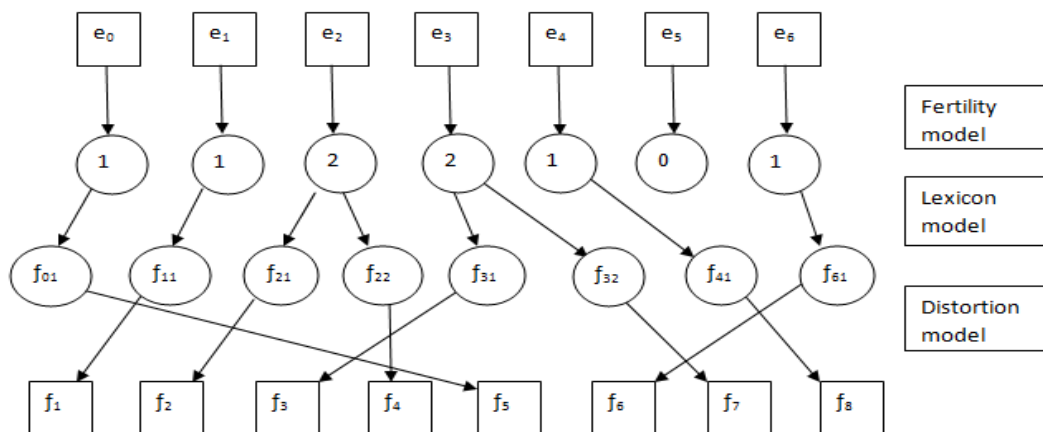 e₀ e₁ e₂ e₃ e₄ e₅ e₆
Fertility
model
1 1 2 2 1 0 1
Lexicon
model
f₀₁ f₁₁ f₂₁ f₂₂ f₃₁ f₃₂ f₄₁ f₆₁
Distortion
model
f₁ f₂ f₃ f₄ f₅ f₆ f₇ f₈